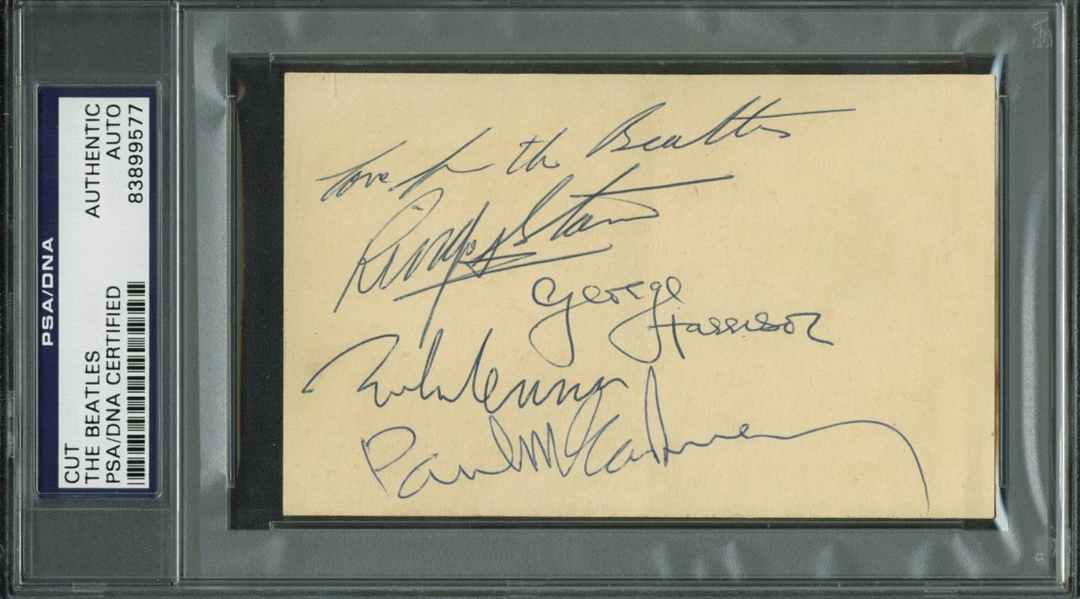 PSA/DNA
CUT
THE BEATLES
PSA/DNA CERTIFIED
AUTHENTIC
AUTO
83899577
Love from the Beatles
Ringo Starr
George
Harrison
John Lennon
Paul McCartney